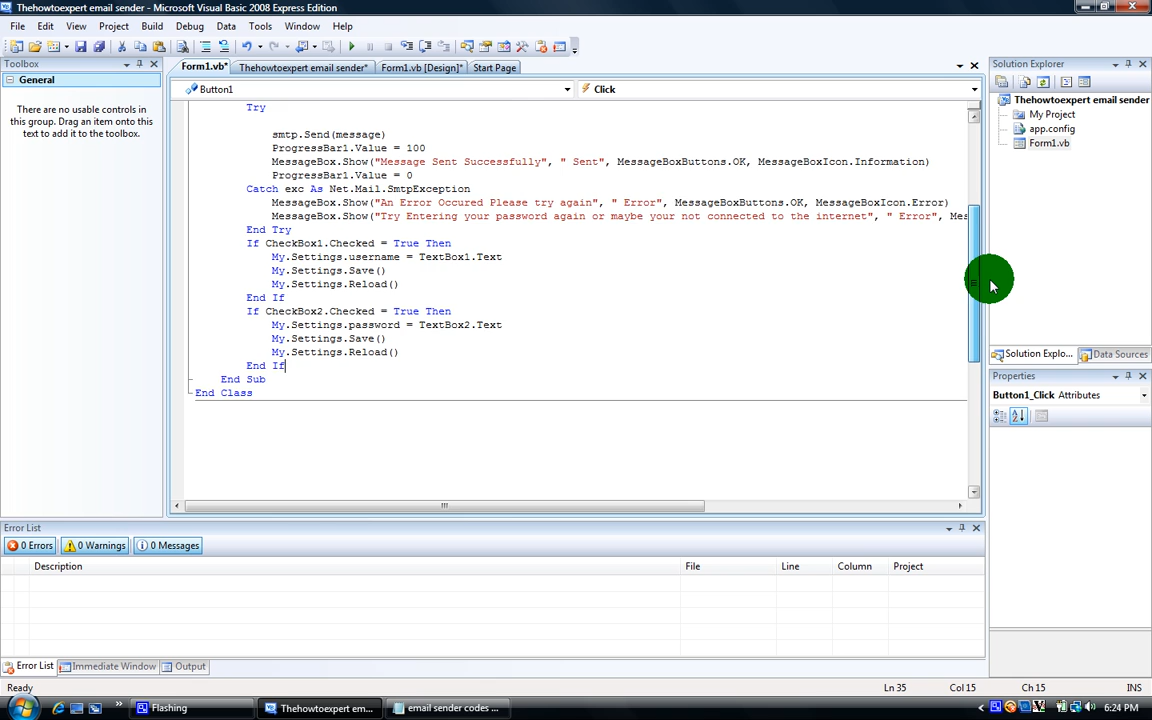 Thehowtoexpert email sender - Microsoft Visual Basic 2008 Express Edition
File Edit View Project Build Debug Data Tools Window Help
Toolbox
Form1.vb* Thehowtoexpert email sender* Form1.vb [Design]* Start Page
Solution Explorer
General
There are no usable controls in
this group. Drag an item onto this
text to add it to the toolbox.
Button1 Click
Thehowtoexpert email sender
My Project
app.config
Form1.vb
Try
smtp.Send(message)
ProgressBar1.Value = 100
MessageBox.Show("Message Sent Successfully", " Sent", MessageBoxButtons.OK, MessageBoxIcon.Information)
ProgressBar1.Value = 0
Catch exc As Net.Mail.SmtpException
MessageBox.Show("An Error Occured Please try again", " Error", MessageBoxButtons.OK, MessageBoxIcon.Error)
MessageBox.Show("Try Entering your password again or maybe your not connected to the internet", " Error", Mes
End Try
If CheckBox1.Checked = True Then
My.Settings.username = TextBox1.Text
My.Settings.Save()
My.Settings.Reload()
End If
If CheckBox2.Checked = True Then
My.Settings.password = TextBox2.Text
My.Settings.Save()
My.Settings.Reload()
End If
End Sub
End Class
Solution Explo... Data Sources
Properties
Button1_Click Attributes
Error List
0 Errors 0 Warnings 0 Messages
Description File Line Column Project
Error List Immediate Window Output
Ready Ln 35 Col 15 Ch 15 INS
Flashing Thehowtoexpert em... email sender codes ... 6:24 PM